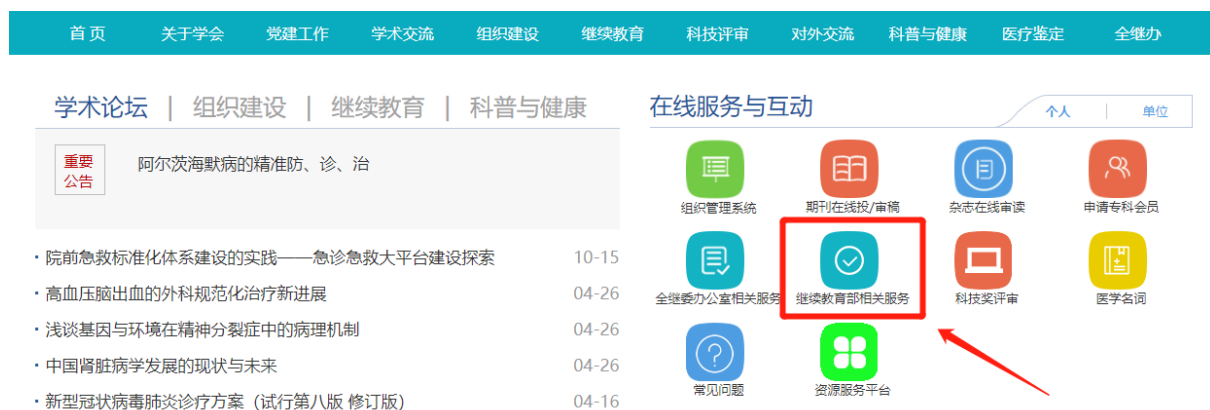 首页 关于学会 党建工作 学术交流 组织建设 继续教育 科技评审 对外交流 科普与健康 医疗鉴定 全继办
学术论坛 | 组织建设 | 继续教育 | 科普与健康
重要
公告
阿尔茨海默病的精准防、诊、治
· 院前急救标准化体系建设的实践——急诊急救大平台建设探索 10-15
· 高血压脑出血的外科规范化治疗新进展 04-26
· 浅谈基因与环境在精神分裂症中的病理机制 04-26
· 中国肾脏病学发展的现状与未来 04-26
· 新型冠状病毒肺炎诊疗方案（试行第八版 修订版） 04-16
在线服务与互动
个人 | 单位
组织管理系统 期刊在线投/审稿 杂志在线审读 申请专科会员
全继委办公室相关服务 继续教育部相关服务 科技奖评审 医学名词
常见问题 资源服务平台